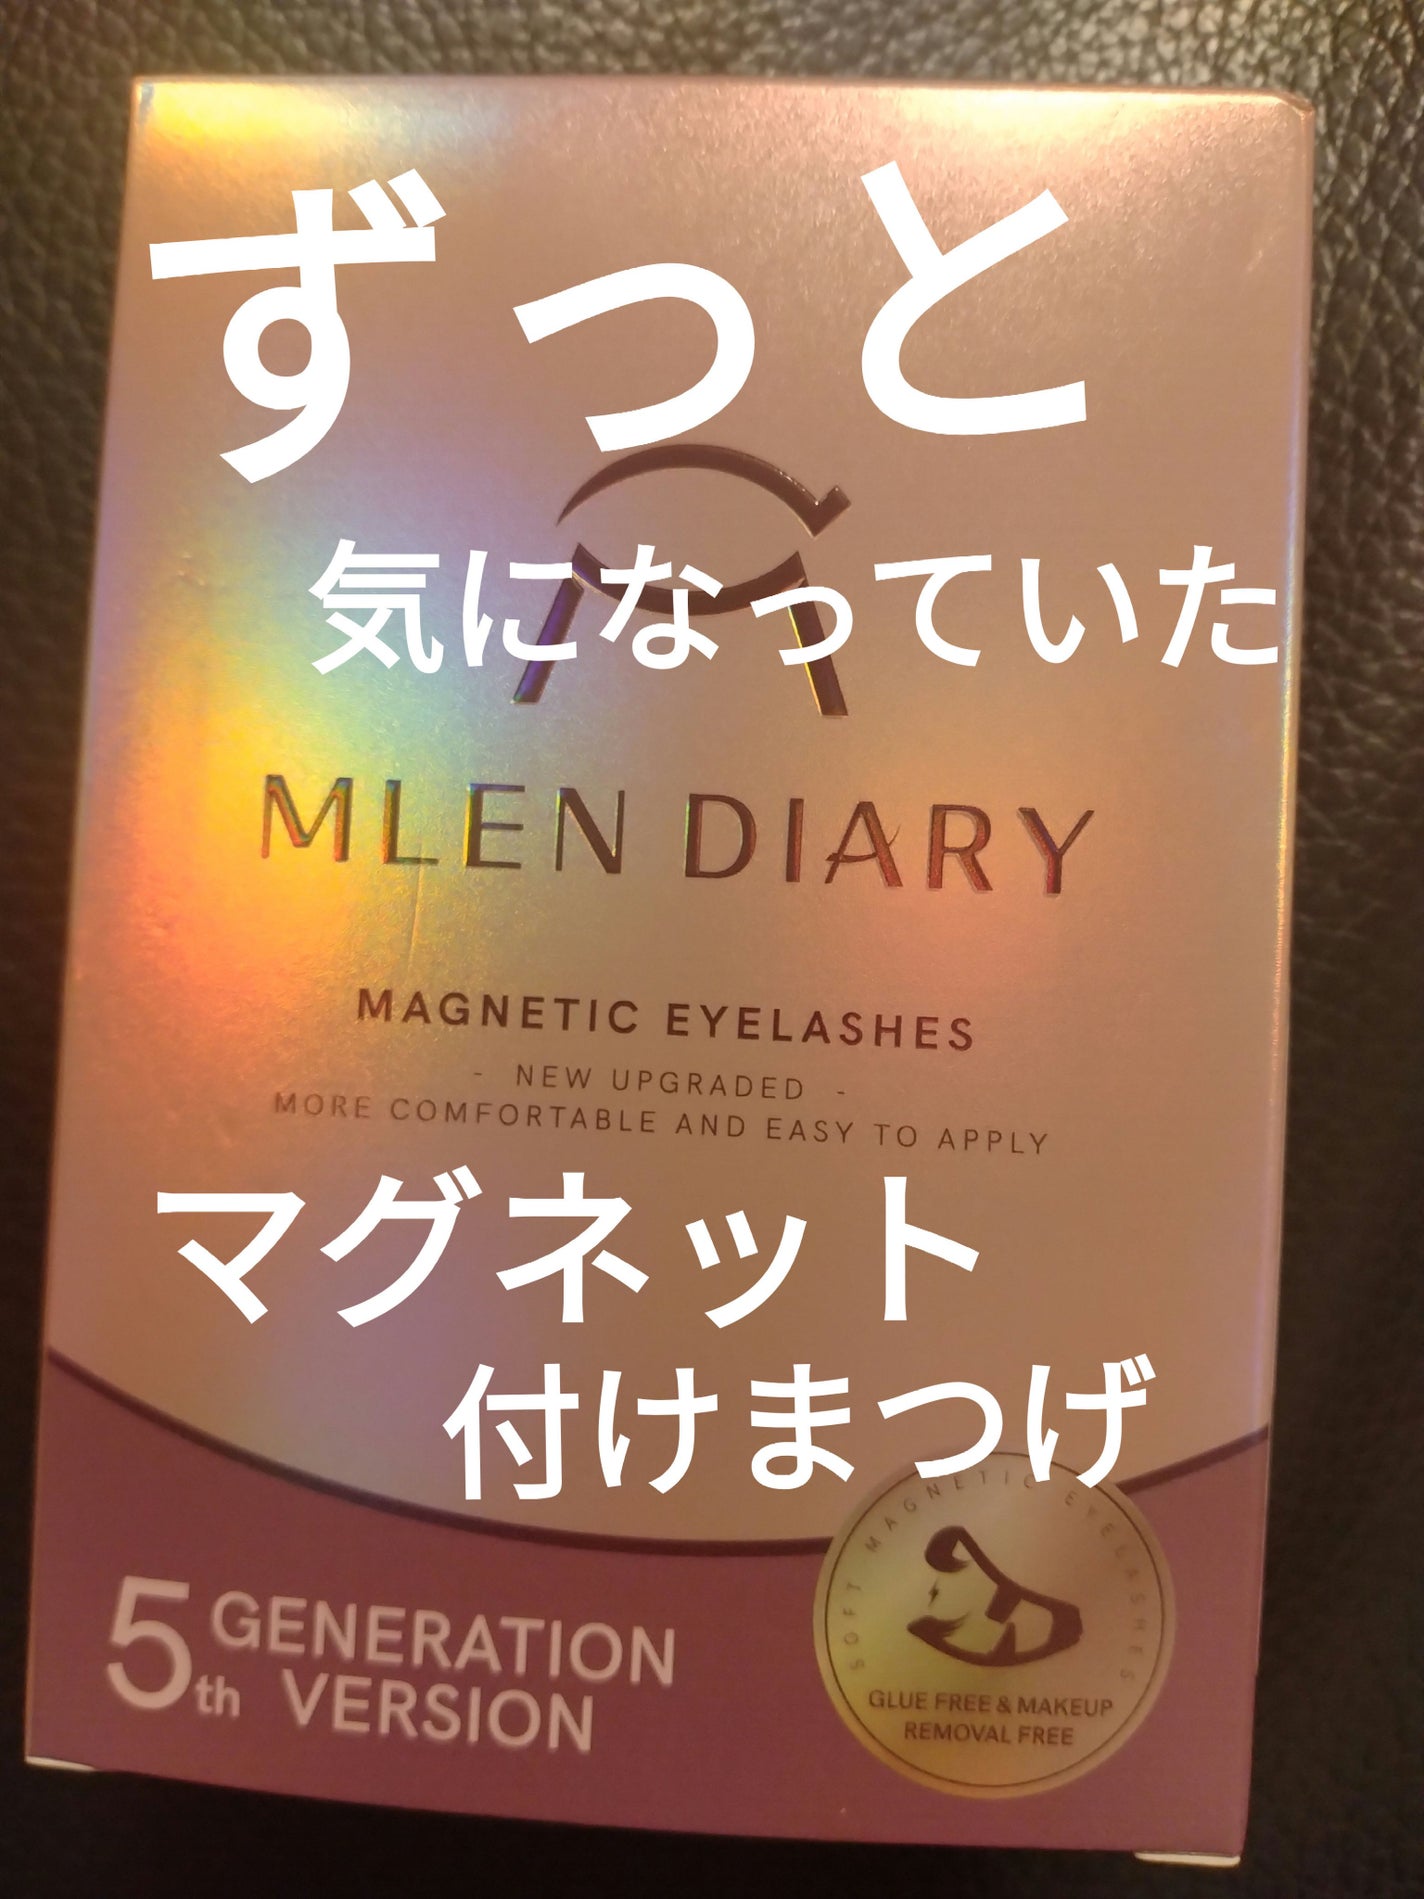 ずっと
気になっていた
MLEN DIARY
MAGNETIC EYELASHES
- NEW UPGRADED -
MORE COMFORTABLE AND EASY TO APPLY
マグネット
付けまつげ
5th GENERATION
VERSION
SOFT MAGNETIC EYELASHES
GLUE FREE & MAKEUP
REMOVAL FREE